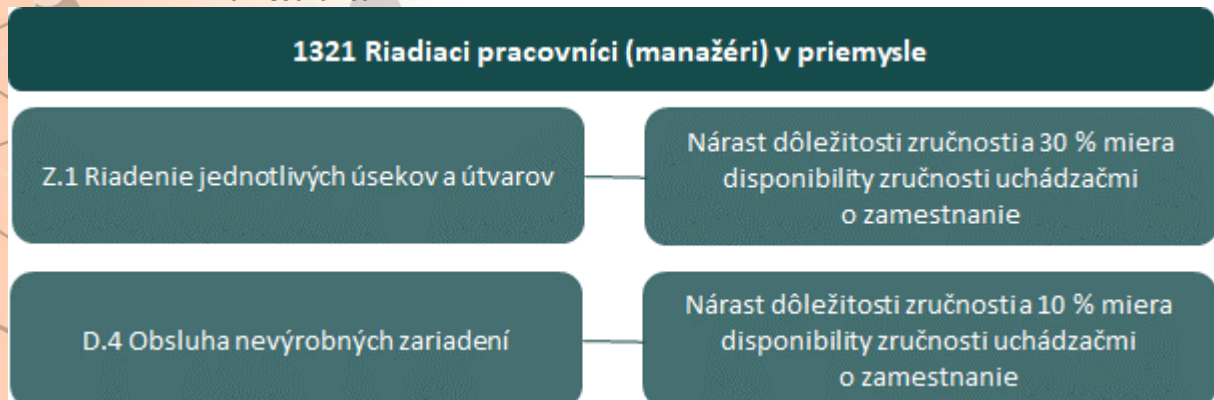 1321 Riadiaci pracovníci (manažéri) v priemysle
Z.1 Riadenie jednotlivých úsekov a útvarov
Nárast dôležitosti zručnosti a 30 % miera
disponibility zručnosti uchádzačmi
o zamestnanie
D.4 Obsluha nevýrobných zariadení
Nárast dôležitosti zručnosti a 10 % miera
disponibility zručnosti uchádzačmi
o zamestnanie